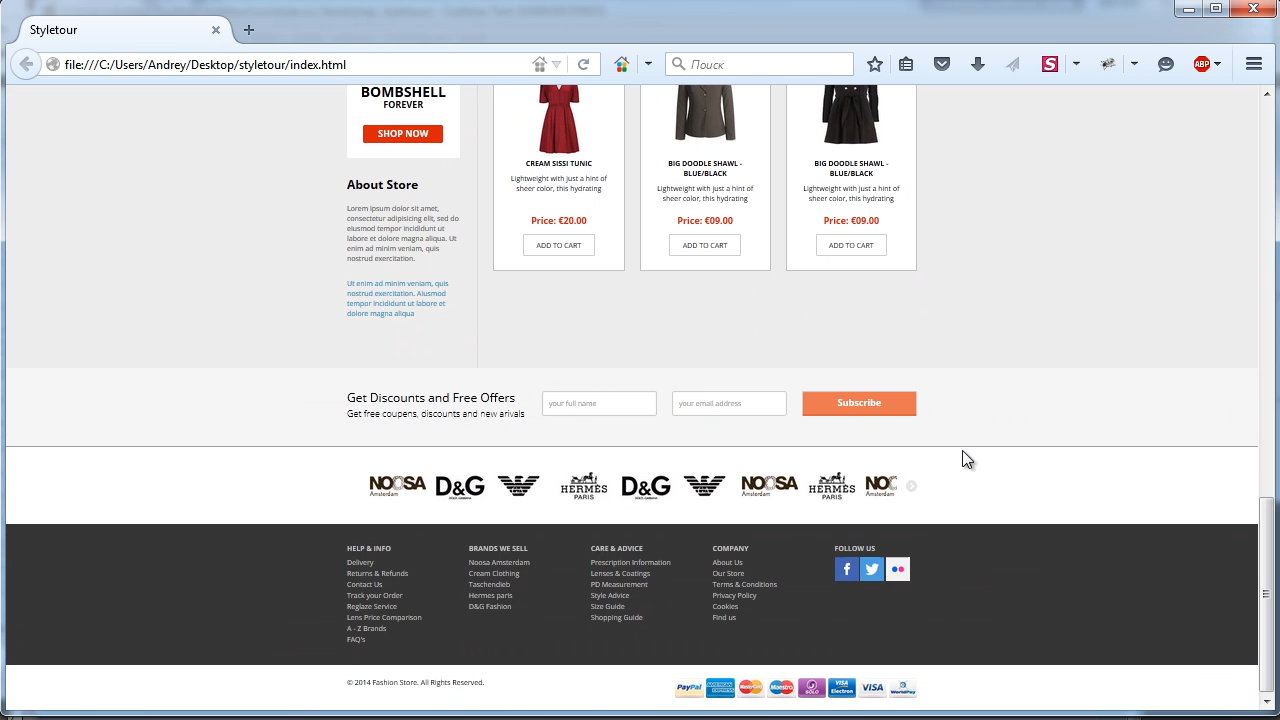 Styletour
file:///C:/Users/Andrey/Desktop/styletour/index.html
Поиск
S
ABP
BOMBSHELL
FOREVER
SHOP NOW
About Store
Lorem ipsum dolor sit amet,
consectetur adipisicing elit, sed do
eiusmod tempor incididunt ut
labore et dolore magna aliqua. Ut
enim ad minim veniam, quis
nostrud exercitation.
Ut enim ad minim veniam, quis
nostrud exercitation. Aiusmod
tempor incididunt ut labore et
dolore magna aliqua
CREAM SISSI TUNIC
Lightweight with just a hint of
sheer color, this hydrating
Price: €20.00
ADD TO CART
BIG DOODLE SHAWL -
BLUE/BLACK
Lightweight with just a hint of
sheer color, this hydrating
Price: €09.00
ADD TO CART
BIG DOODLE SHAWL -
BLUE/BLACK
Lightweight with just a hint of
sheer color, this hydrating
Price: €09.00
ADD TO CART
Get Discounts and Free Offers
Get free coupens, discounts and new arivals
your full name
your email address
Subscribe
NOOSA
Amsterdam
D&G
HERMES
PARIS
D&G
NOOSA
Amsterdam
HERMES
PARIS
NOO
Amsterdam
HELP & INFO
Delivery
Returns & Refunds
Contact Us
Track your Order
Reglaze Service
Lens Price Comparison
A - Z Brands
FAQ's
BRANDS WE SELL
Noosa Amsterdam
Cream Clothing
Taschendieb
Hermes paris
D&G Fashion
CARE & ADVICE
Prescription Information
Lenses & Coatings
PD Measurement
Style Advice
Size Guide
Shopping Guide
COMPANY
About Us
Our Store
Terms & Conditions
Privacy Policy
Cookies
Find us
FOLLOW US
© 2014 Fashion Store. All Rights Reserved.
PayPal
AMERICAN EXPRESS
MasterCard
Maestro
SOLO
VISA Electron
VISA
WorldPay